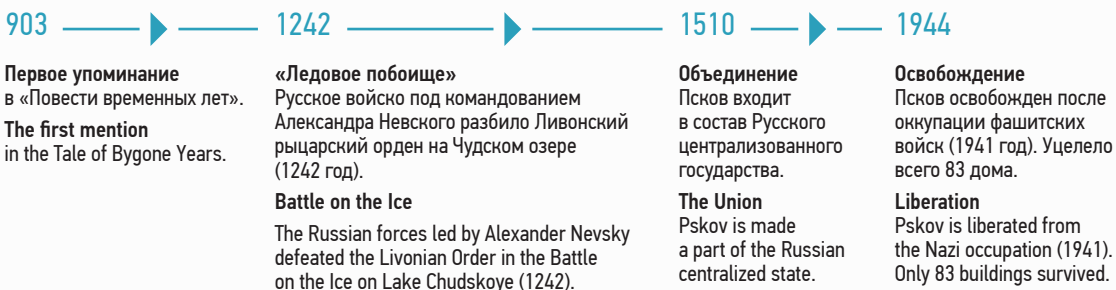 903
1242
1510
1944
Первое упоминание
в «Повести временных лет».
The first mention
in the Tale of Bygone Years.
«Ледовое побоище»
Русское войско под командованием
Александра Невского разбило Ливонский
рыцарский орден на Чудском озере
(1242 год).
Battle on the Ice
The Russian forces led by Alexander Nevsky
defeated the Livonian Order in the Battle
on the Ice on Lake Chudskoye (1242).
Объединение
Псков входит
в состав Русского
централизованного
государства.
The Union
Pskov is made
a part of the Russian
centralized state.
Освобождение
Псков освобожден после
оккупации фашитских
войск (1941 год). Уцелело
всего 83 дома.
Liberation
Pskov is liberated from
the Nazi occupation (1941).
Only 83 buildings survived.